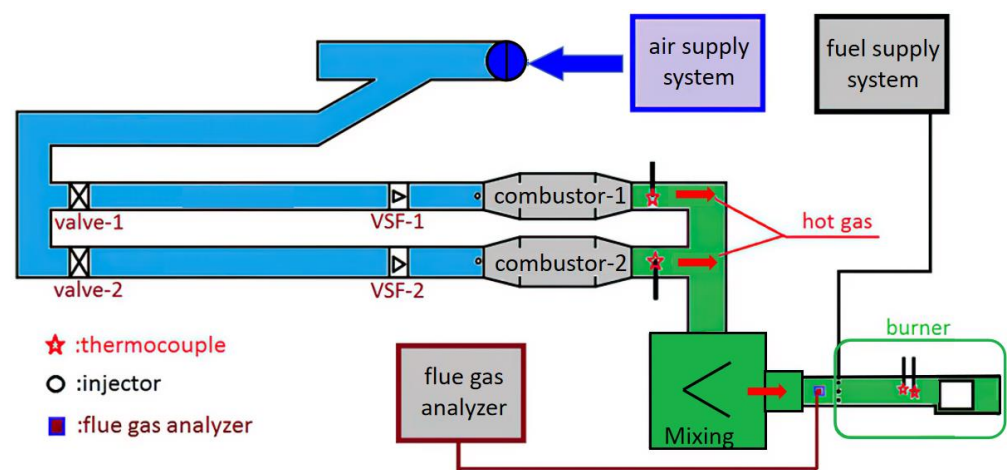 air supply
system
fuel supply
system
combustor-1
valve-1
VSF-1
hot gas
combustor-2
valve-2
VSF-2
burner
:thermocouple
:injector
:flue gas analyzer
flue gas
analyzer
Mixing